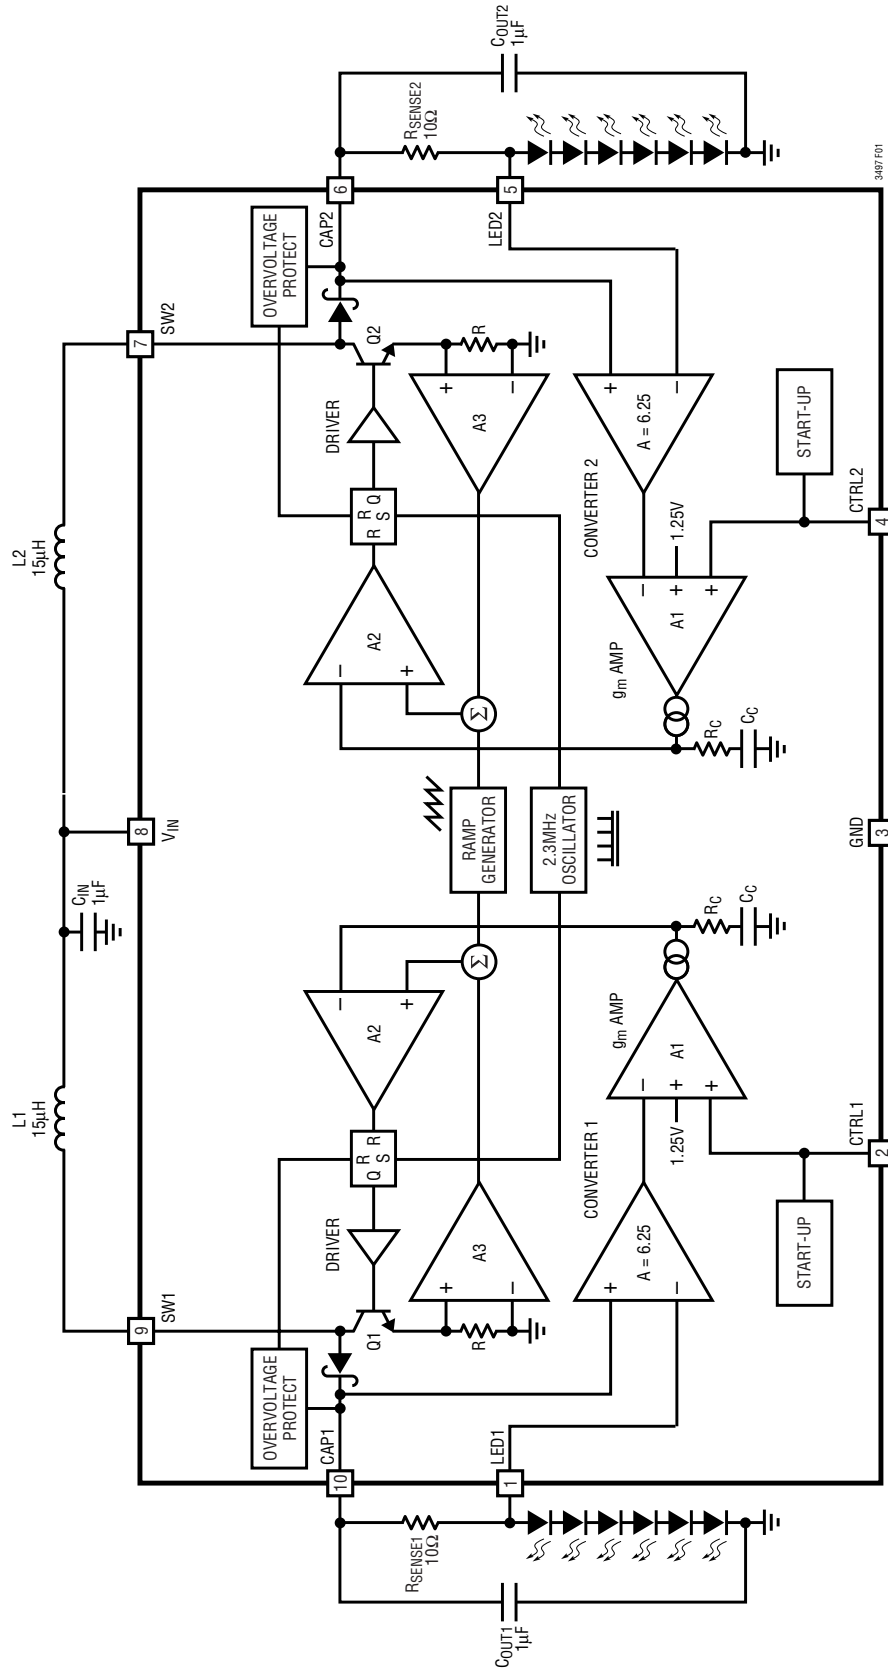 L1
15µH
CIN
1µF
L2
15µH
9
SW1
8
VIN
7
SW2
OVERVOLTAGE
PROTECT
OVERVOLTAGE
PROTECT
COUT1
1µF
RSENSE1
10Ω
10
CAP1
Q1
DRIVER
Q R R
S
A2
–
+
–
+
A2
R R Q
S
DRIVER
Q2
CAP2
6
RSENSE2
10Ω
COUT2
1µF
1
LED1
R
+
–
A3
Σ
RAMP
GENERATOR
Σ
A3
+
–
R
LED2
5
2.3MHz
OSCILLATOR
CONVERTER 1
+
–
A = 6.25
–
+
+
1.25V
A1
gm AMP
RC
CC
RC
CC
gm AMP
A1
–
+
+
1.25V
CONVERTER 2
A = 6.25
+
–
START-UP
START-UP
CTRL1
2
GND
3
CTRL2
4
3497 F01